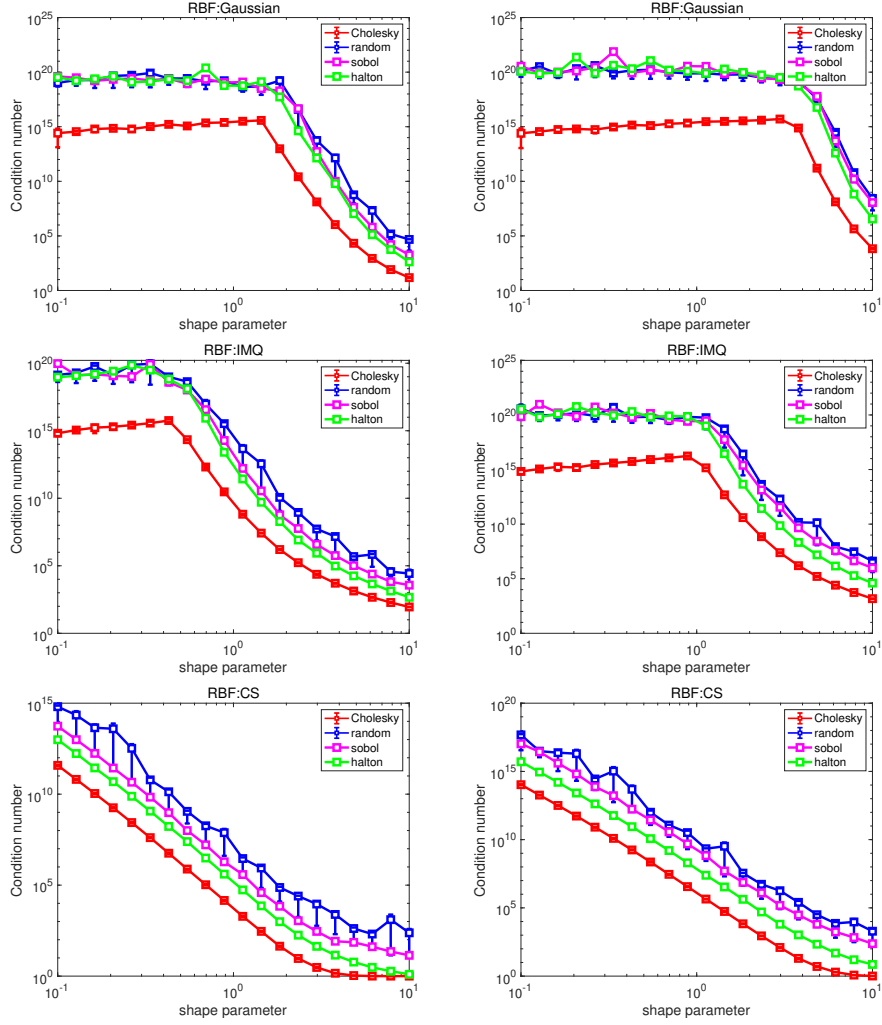 RBF:Gaussian
10^25
10^20
10^15
10^10
10^5
10^0
Condition number
10^-1
10^0
10^1
shape parameter
Cholesky
random
sobol
halton
RBF:Gaussian
10^25
10^20
10^15
10^10
10^5
10^0
Condition number
10^-1
10^0
10^1
shape parameter
Cholesky
random
sobol
halton
RBF:IMQ
10^20
10^15
10^10
10^5
10^0
Condition number
10^-1
10^0
10^1
shape parameter
Cholesky
random
sobol
halton
RBF:IMQ
10^25
10^20
10^15
10^10
10^5
10^0
Condition number
10^-1
10^0
10^1
shape parameter
Cholesky
random
sobol
halton
RBF:CS
10^15
10^10
10^5
10^0
Condition number
10^-1
10^0
10^1
shape parameter
Cholesky
random
sobol
halton
RBF:CS
10^20
10^15
10^10
10^5
10^0
Condition number
10^-1
10^0
10^1
shape parameter
Cholesky
random
sobol
halton